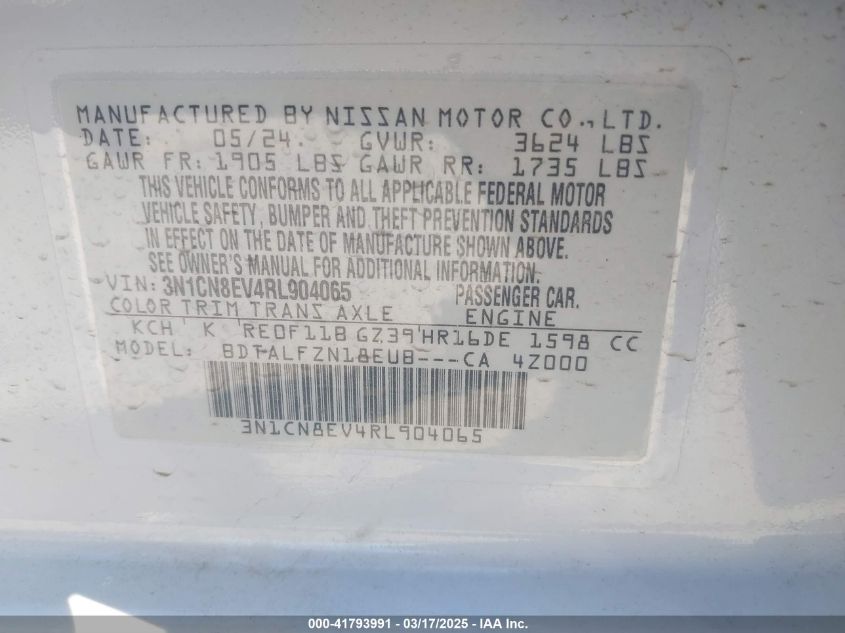 MANUFACTURED BY NISSAN MOTOR CO., LTD.
DATE: 05/24 GVWR: 3624 LBS
GAWR FR: 1905 LBS GAWR RR: 1735 LBS
THIS VEHICLE CONFORMS TO ALL APPLICABLE FEDERAL MOTOR
VEHICLE SAFETY, BUMPER AND THEFT PREVENTION STANDARDS
IN EFFECT ON THE DATE OF MANUFACTURE SHOWN ABOVE.
SEE OWNER'S MANUAL FOR ADDITIONAL INFORMATION.
VIN: 3N1CN8EV4RL904065 PASSENGER CAR.
COLOR TRIM TRANS AXLE ENGINE
KCH K RE0F11B GZ39 HR16DE 1598 CC
MODEL: BDTALFZN18EUB---CA 4Z000
3N1CN8EV4RL904065
000-41793991 - 03/17/2025 - IAA Inc.